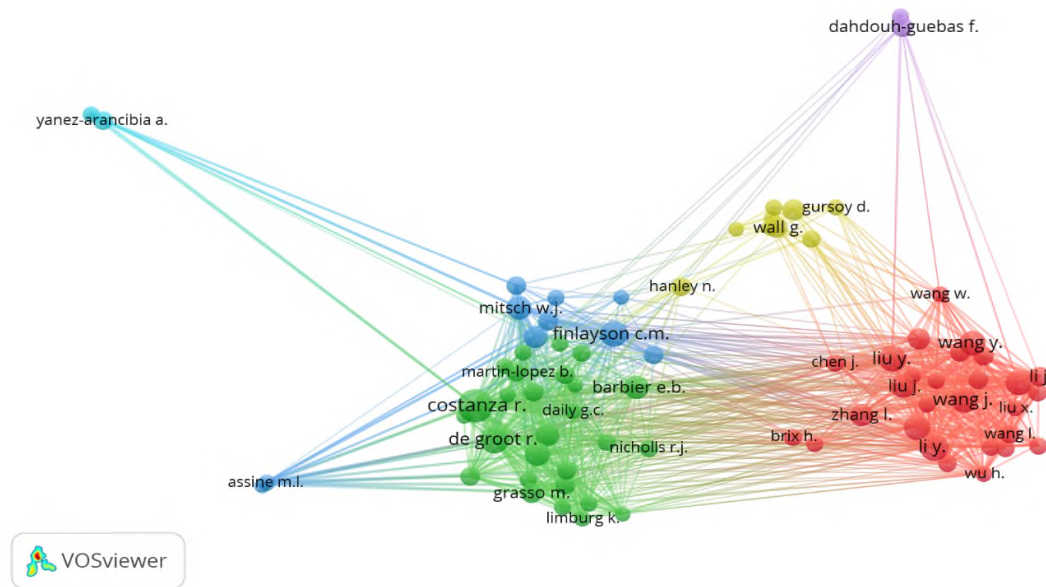 dahdouh-guebas f.
yanez-arancibia a.
gursoy d.
wall g.
hanley n.
wang w.
mitsch w.j.
finlayson c.m.
wang y.
chen j.
liu y.
martin-lopez b.
li j.
barbier e.b.
liu j.
costanza r.
daily g.c.
wang j.
liu x.
zhang l.
de groot r.
brix h.
wang l.
nicholls r.j.
li y.
wu h.
assine m.l.
grasso m.
limburg k.
VOSviewer